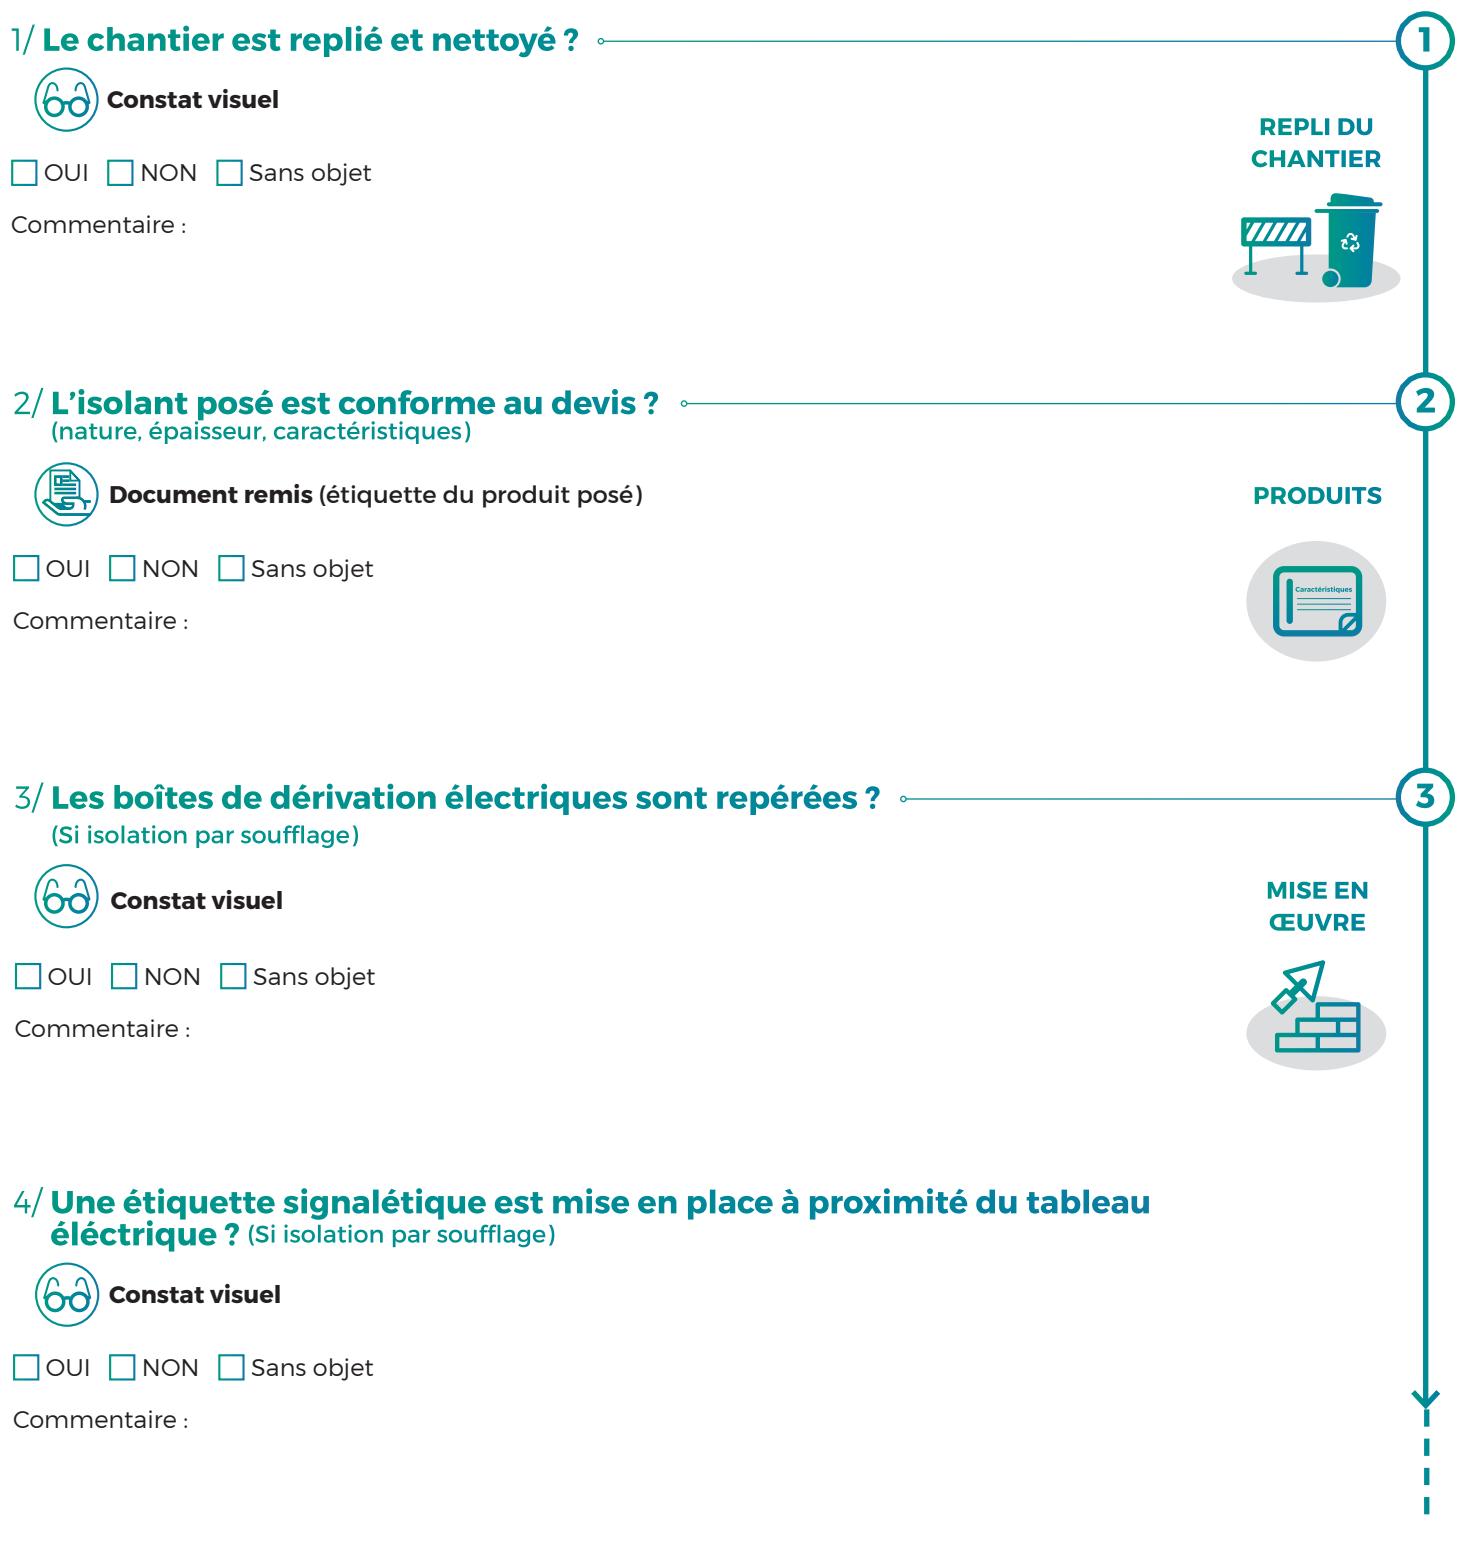 1/ Le chantier est replié et nettoyé ?
1
Constat visuel
REPLI DU
CHANTIER
OUI NON Sans objet
Commentaire :
2/ L’isolant posé est conforme au devis ?
2
(nature, épaisseur, caractéristiques)
Document remis (étiquette du produit posé)
PRODUITS
OUI NON Sans objet
Caractéristiques
Commentaire :
3/ Les boîtes de dérivation électriques sont repérées ?
3
(Si isolation par soufflage)
Constat visuel
MISE EN
ŒUVRE
OUI NON Sans objet
Commentaire :
4/ Une étiquette signalétique est mise en place à proximité du tableau
éléctrique ? (Si isolation par soufflage)
Constat visuel
OUI NON Sans objet
Commentaire :